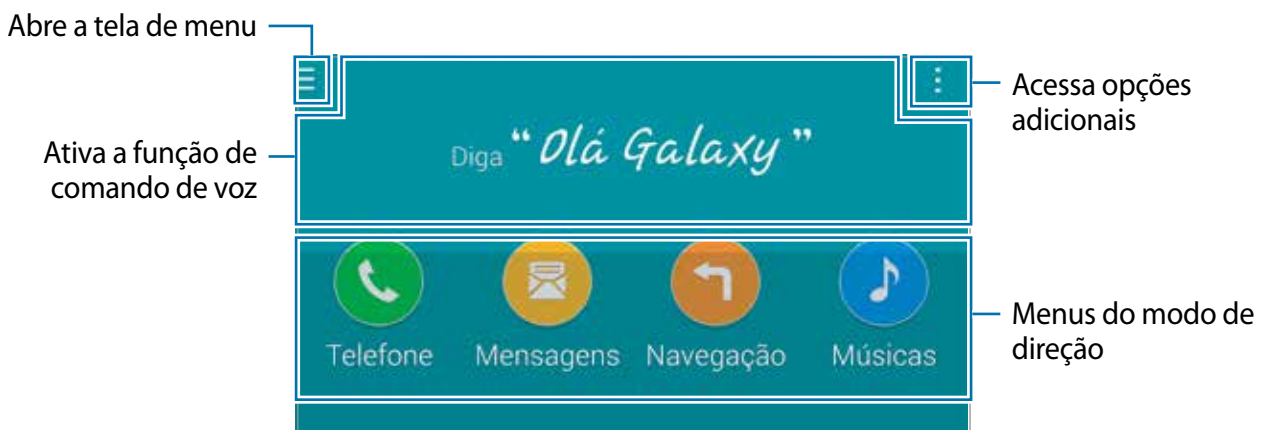 Abre a tela de menu
Acessa opções
adicionais
Ativa a função de
comando de voz
Diga “ Olá Galaxy ”
Telefone Mensagens Navegação Músicas
Menus do modo de
direção